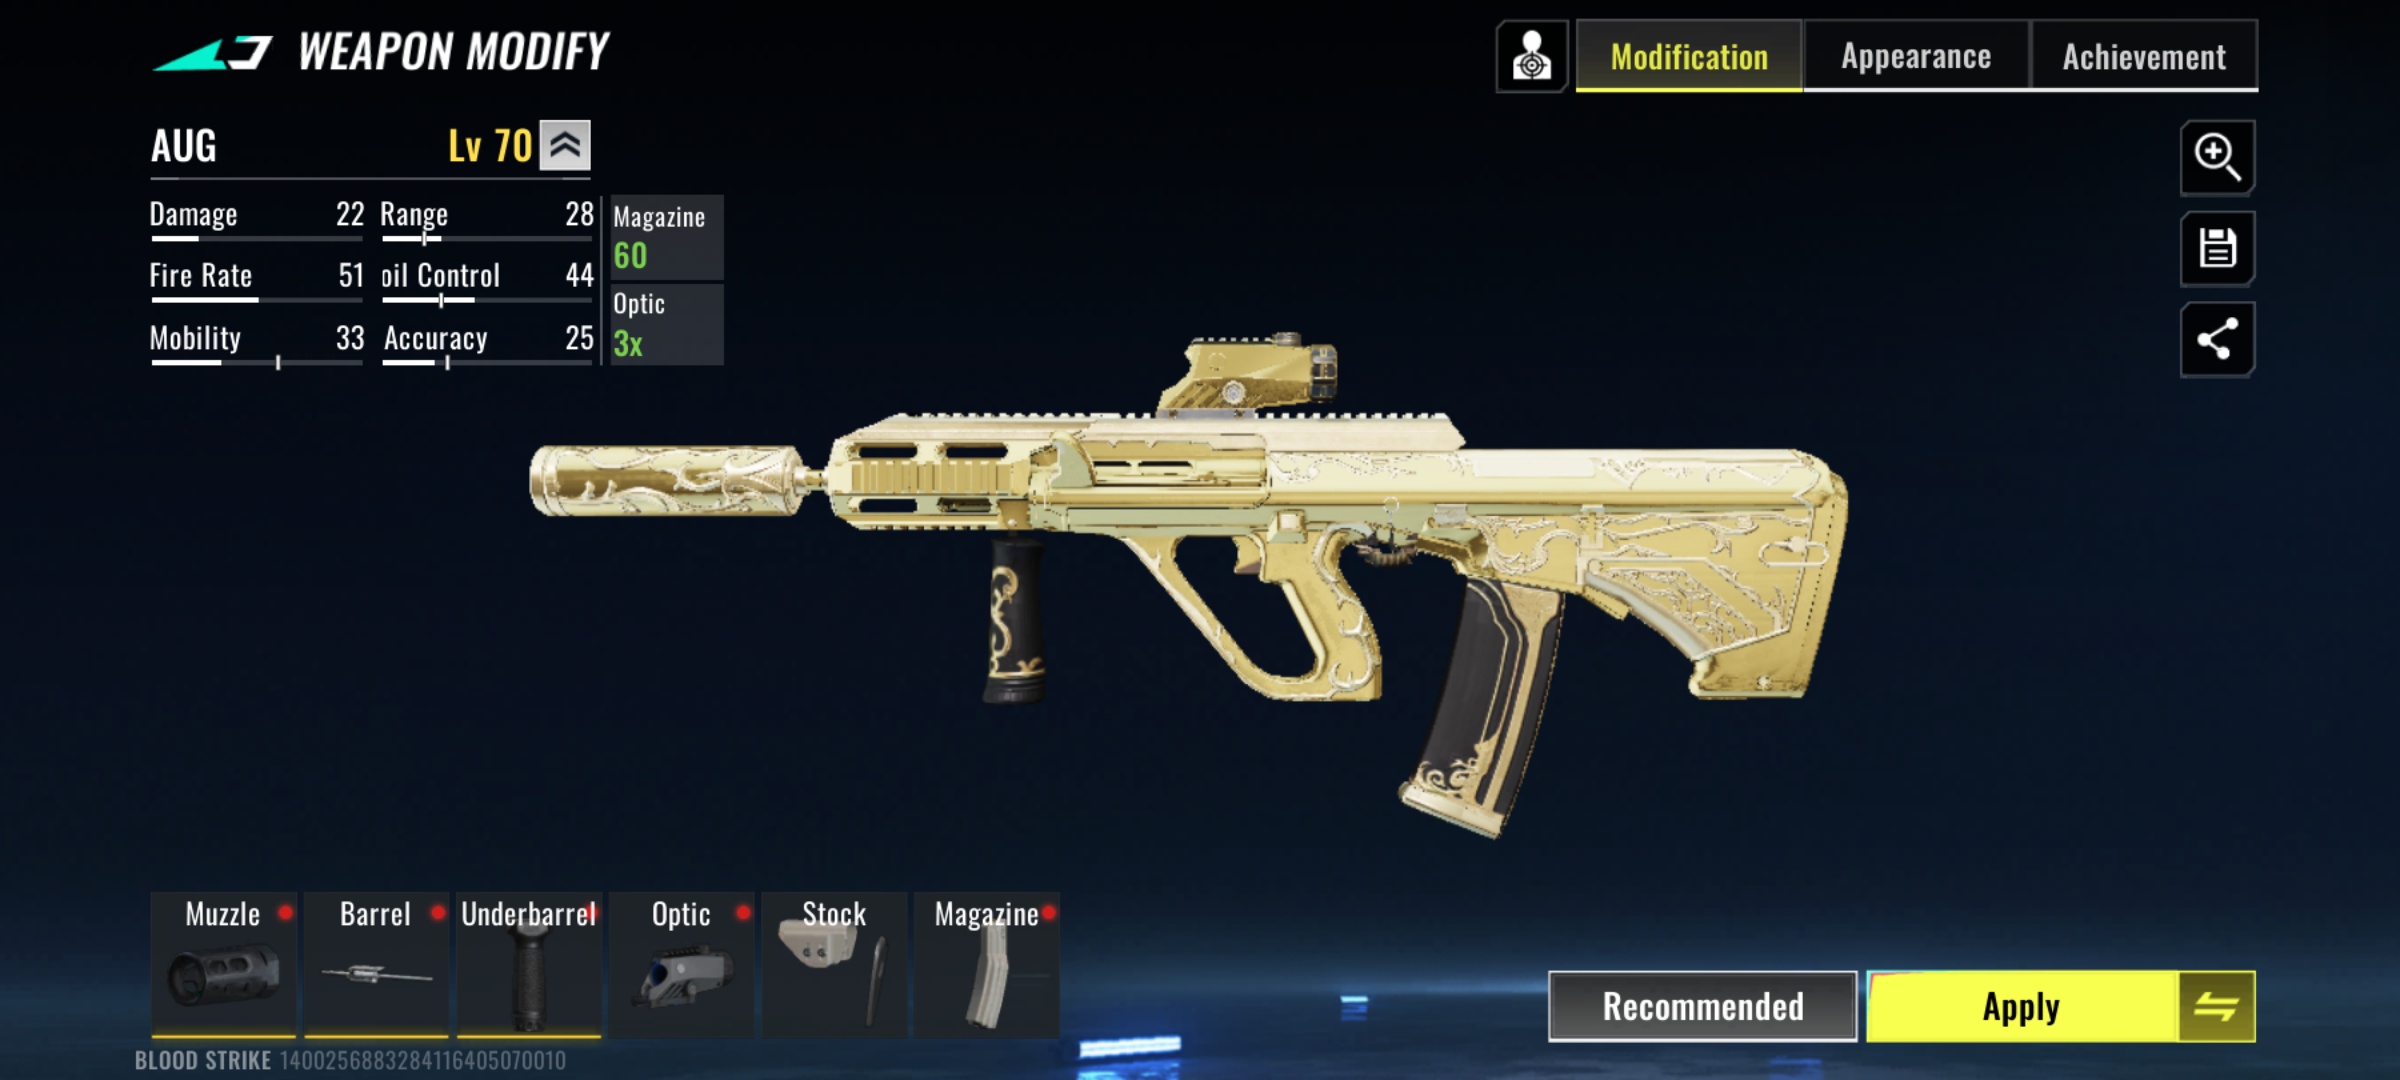 WEAPON MODIFY
Modification
Appearance
Achievement
AUG
Lv 70
Damage 22
Range 28
Fire Rate 51
oil Control 44
Mobility 33
Accuracy 25
Magazine
60
Optic
3x
Muzzle
Barrel
Underbarrel
Optic
Stock
Magazine
Recommended
Apply
BLOOD STRIKE 1400256883284116405070010